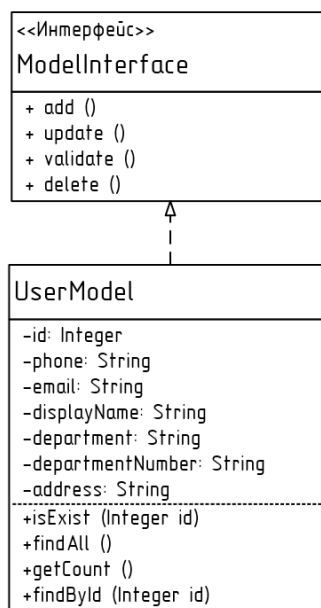 <<Интерфейс>>
ModelInterface
+ add ()
+ update ()
+ validate ()
+ delete ()
UserModel
-id: Integer
-phone: String
-email: String
-displayName: String
-department: String
-departmentNumber: String
-address: String
+isExist (Integer id)
+findAll ()
+getCount ()
+findById (Integer id)